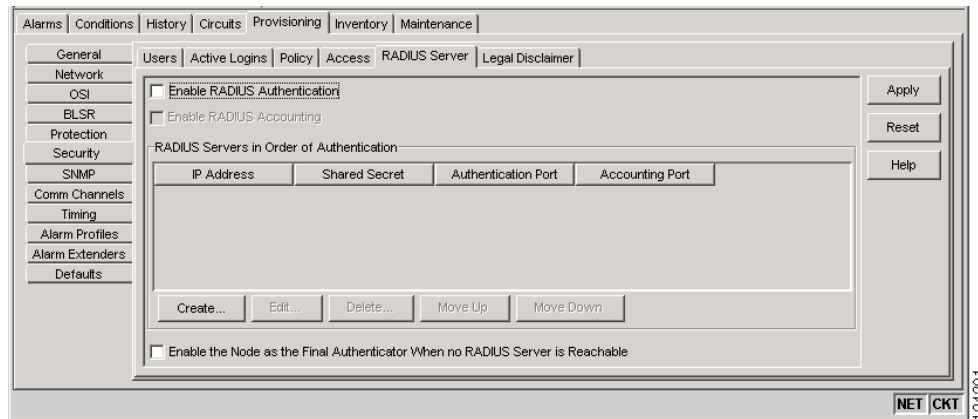 Alarms Conditions History Circuits Provisioning Inventory Maintenance
General
Network
OSI
BLSR
Protection
Security
SNMP
Comm Channels
Timing
Alarm Profiles
Alarm Extenders
Defaults
Users Active Logins Policy Access RADIUS Server Legal Disclaimer
Enable RADIUS Authentication
Enable RADIUS Accounting
RADIUS Servers in Order of Authentication
IP Address Shared Secret Authentication Port Accounting Port
Create... Edit... Delete... Move Up Move Down
Enable the Node as the Final Authenticator When no RADIUS Server is Reachable
Apply
Reset
Help
NET CKT